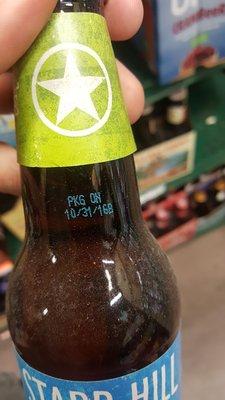 PKG ON
10/31/16B
STARR HILL